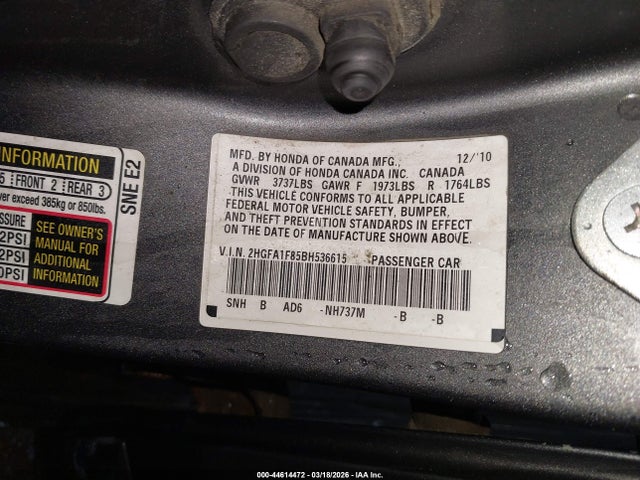 INFORMATION
5 FRONT 2 REAR 3
ver exceed 385kg or 850lbs.
SSURE
2PSI
2PSI
0PSI
SEE OWNER'S
MANUAL FOR
ADDITIONAL
INFORMATION
SNE E2
MFD. BY HONDA OF CANADA MFG., 12/'10
A DIVISION OF HONDA CANADA INC. CANADA
GVWR 3737LBS GAWR F 1973LBS R 1764LBS
THIS VEHICLE CONFORMS TO ALL APPLICABLE
FEDERAL MOTOR VEHICLE SAFETY, BUMPER,
AND THEFT PREVENTION STANDARDS IN EFFECT
ON THE DATE OF MANUFACTURE SHOWN ABOVE.
V.I.N. 2HGFA1F85BH536615 PASSENGER CAR
SNH B AD6 -NH737M -B -B
000-44614472 | 03/18/2026 | IAA Inc.